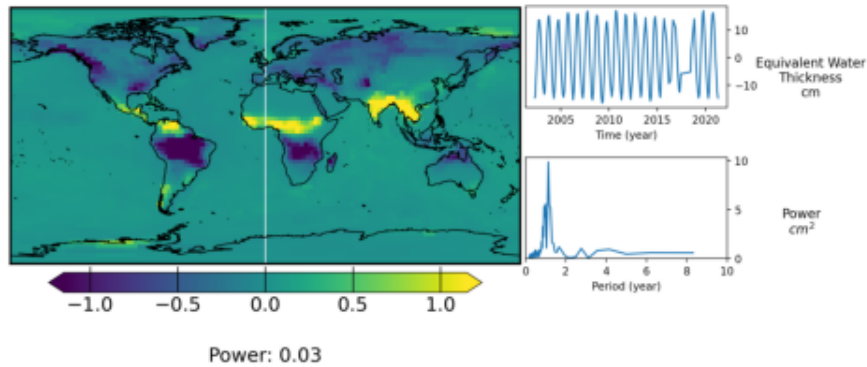 10
0
−10
Equivalent Water
Thickness
cm
2005 2010 2015 2020
Time (year)
10
5
0
Power
cm²
0 2 4 6 8 10
Period (year)
−1.0 −0.5 0.0 0.5 1.0
Power: 0.03